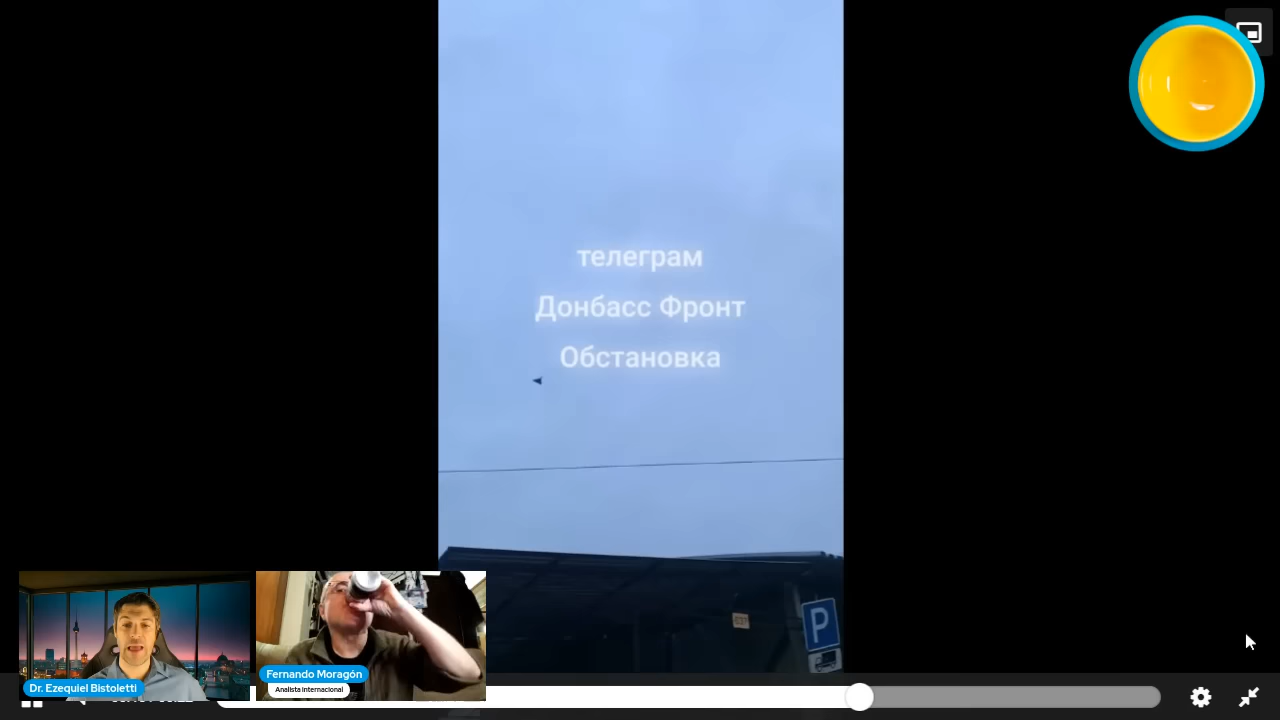 телеграм
Донбасс Фронт
Обстановка
P
Fernando Moragón
Analista Internacional
Dr. Ezequiel Bistoletti